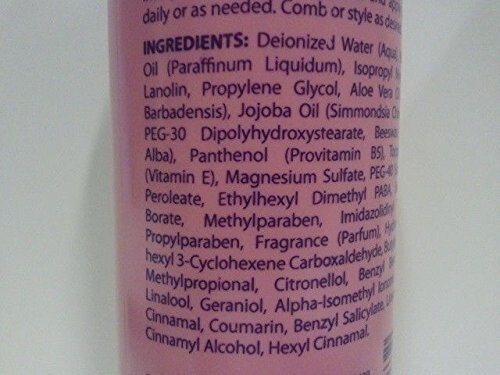 daily or as needed. Comb or style as
INGREDIENTS: Deionized Water
Oil (Paraffinum Liquidum), Isopropyl
Lanolin, Propylene Glycol, Aloe Vera
Barbadensis), Jojoba Oil (Simmondsia
PEG-30 Dipolyhydroxystearate,
Alba), Panthenol (Provitamin B5),
(Vitamin E), Magnesium Sulfate, PEG-40
Peroleate, Ethylhexyl Dimethyl PABA,
Borate, Methylparaben,
Propylparaben, Fragrance (Parfum),
hexyl 3-Cyclohexene Carboxaldehyde,
Methylpropional, Citronellol, Benzyl
Linalool, Geraniol, Alpha-Isomethyl
Cinnamal, Coumarin, Benzyl Salicylate,
Cinnamyl Alcohol, Hexyl Cinnamal.